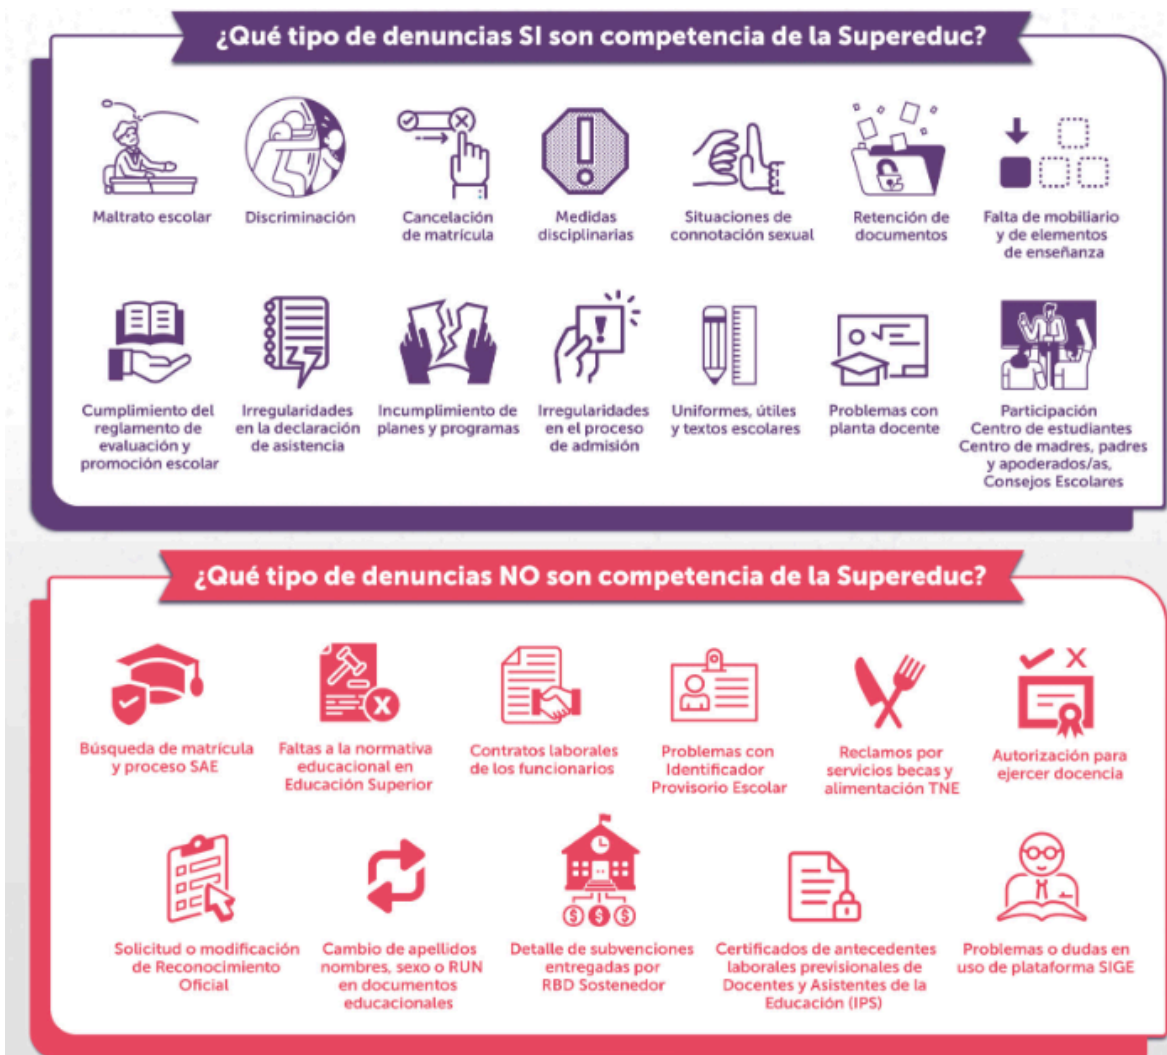 ¿Qué tipo de denuncias SI son competencia de la Supereduc?
Maltrato escolar
Discriminación
Cancelación
de matrícula
Medidas
disciplinarias
Situaciones de
connotación sexual
Retención de
documentos
Falta de mobiliario
y de elementos
de enseñanza
Cumplimiento del
reglamento de
evaluación y
promoción escolar
Irregularidades
en la declaración
de asistencia
Incumplimiento de
planes y programas
Irregularidades
en el proceso
de admisión
Uniformes, útiles
y textos escolares
Problemas con
planta docente
Participación
Centro de estudiantes
Centro de madres, padres
y apoderados/as,
Consejos Escolares
¿Qué tipo de denuncias NO son competencia de la Supereduc?
Búsqueda de matrícula
y proceso SAE
Faltas a la normativa
educacional en
Educación Superior
Contratos laborales
de los funcionarios
Problemas con
Identificador
Provisorio Escolar
Reclamos por
servicios becas y
alimentación TNE
Autorización para
ejercer docencia
Solicitud o modificación
de Reconocimiento
Oficial
Cambio de apellidos
nombres, sexo o RUN
en documentos
educacionales
Detalle de subvenciones
entregadas por
RBD Sostenedor
Certificados de antecedentes
laborales previsionales de
Docentes y Asistentes de la
Educación (IPS)
Problemas o dudas en
uso de plataforma SIGE